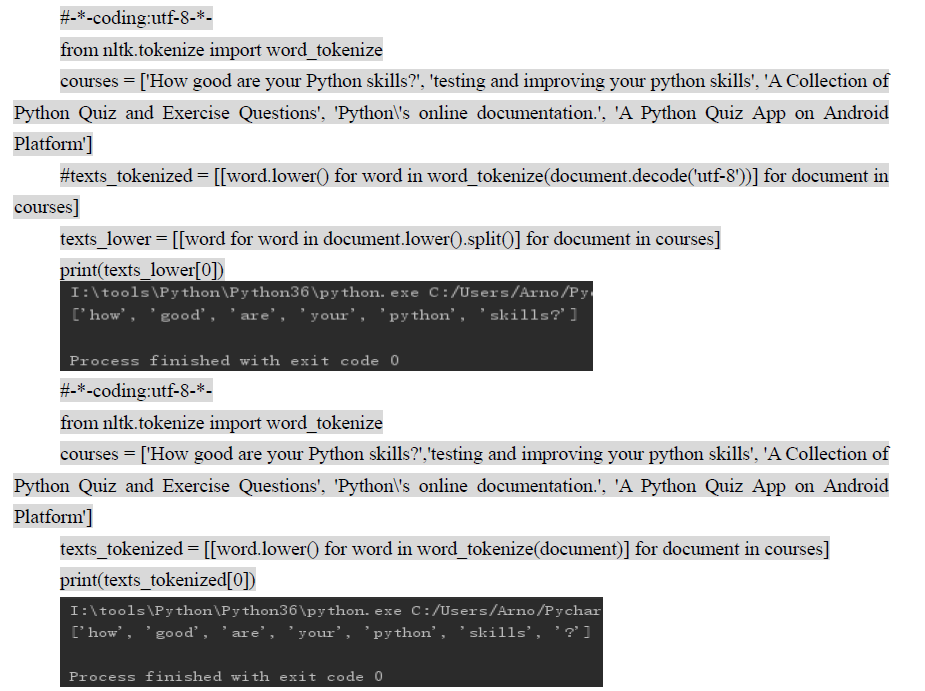 #-*-coding:utf-8-*-
from nltk.tokenize import word_tokenize
courses = ['How good are your Python skills?', 'testing and improving your python skills', 'A Collection of
Python Quiz and Exercise Questions', 'Python\'s online documentation.', 'A Python Quiz App on Android
Platform']
#texts_tokenized = [[word.lower() for word in word_tokenize(document.decode('utf-8'))] for document in
courses]
texts_lower = [[word for word in document.lower().split()] for document in courses]
print(texts_lower[0])
I:\tools\Python\Python36\python.exe C:/Users/Arno/Py
['how', 'good', 'are', 'your', 'python', 'skills?']
Process finished with exit code 0
#-*-coding:utf-8-*-
from nltk.tokenize import word_tokenize
courses = ['How good are your Python skills?','testing and improving your python skills', 'A Collection of
Python Quiz and Exercise Questions', 'Python\'s online documentation.', 'A Python Quiz App on Android
Platform']
texts_tokenized = [[word.lower() for word in word_tokenize(document)] for document in courses]
print(texts_tokenized[0])
I:\tools\Python\Python36\python.exe C:/Users/Arno/Pychar
['how', 'good', 'are', 'your', 'python', 'skills', '?']
Process finished with exit code 0